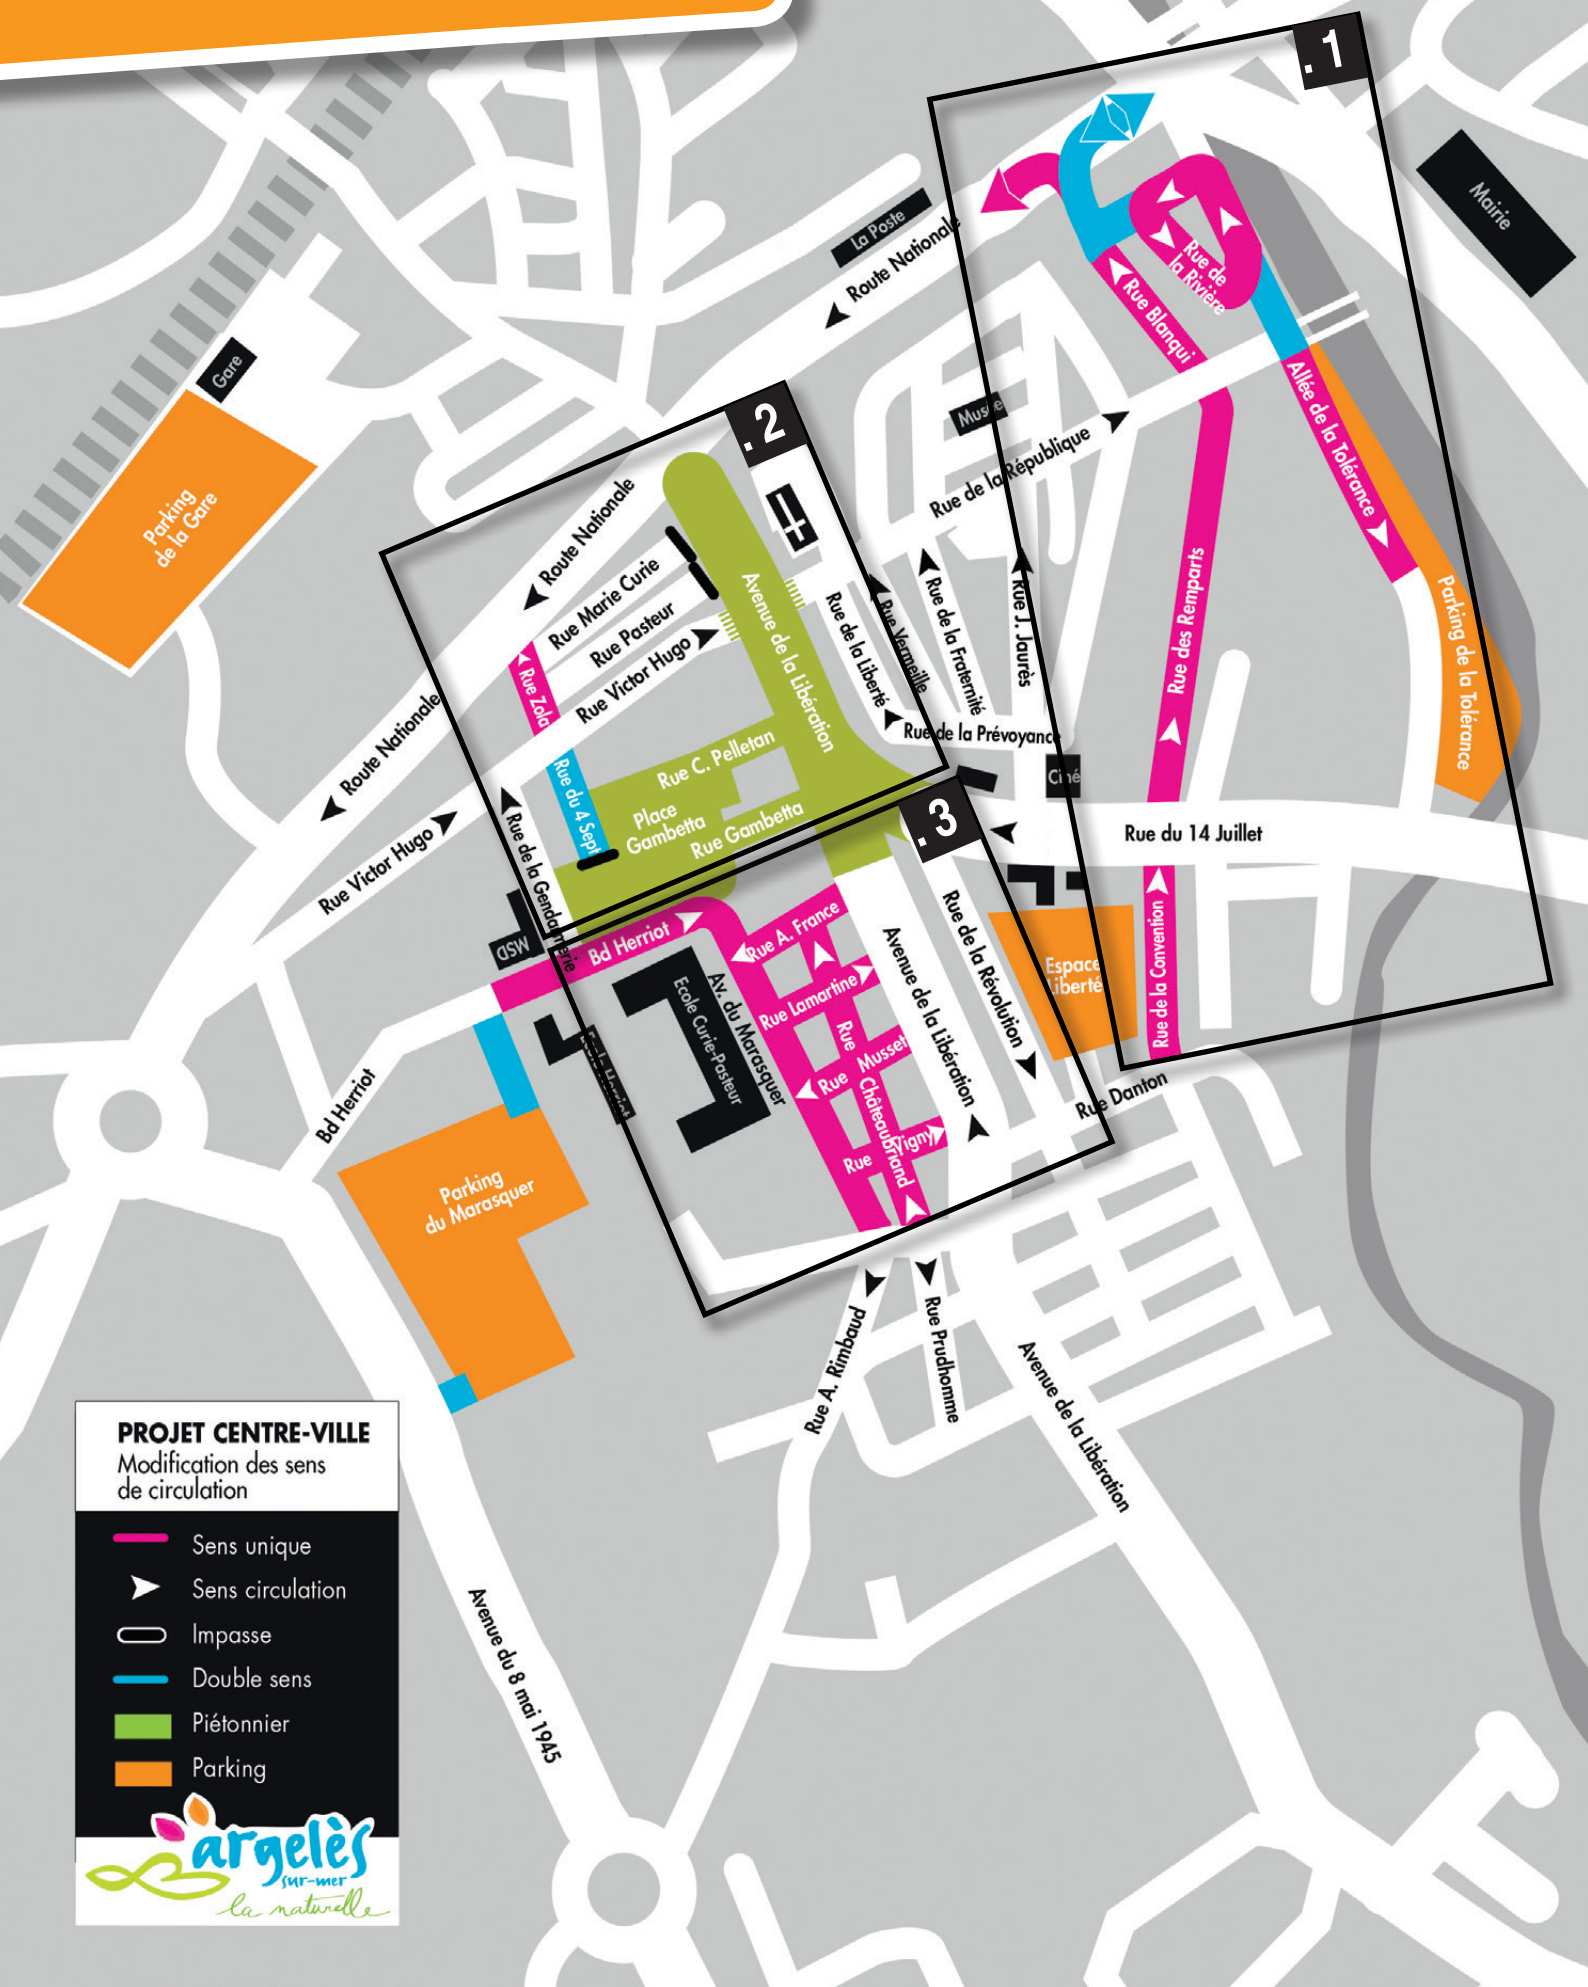 .1
Mairie
La Poste
Route Nationale
Rue de
la Rivière
Rue Blanqui
Gare
Allée de la Tolérance
Musée
.2
Rue de la République
Parking
de la Gare
Route Nationale
Rue Marie Curie
Rue Pasteur
Rue Victor Hugo
Avenue de la Libération
Rue de la Liberté
Rue Vermeille
Rue de la Fraternité
Rue J. Jaurès
Rue des Remparts
Parking de la Tolérance
Rue Zola
Route Nationale
Rue de la Prévoyance
Rue C. Pelletan
Ciné
Rue du 4 Sept
Place
Gambetta
Rue Gambetta
.3
Rue du 14 Juillet
Rue Victor Hugo
Rue de la Gendarmerie
MSD
Bd Herriot
Rue A. France
Rue de la Révolution
Avenue de la Libération
Espace
Liberté
Rue de la Convention
Ecole Curie-Pasteur
Av. du Marasquer
Rue Lamartine
Rue Châteaubriand
Rue Musset
Ecole Herriot
Bd Herriot
Rue Vigny
Rue Danton
Parking
du Marasquer
Rue A. Rimbaud
Rue Prudhomme
Avenue de la Libération
Avenue du 8 mai 1945
PROJET CENTRE-VILLE
Modification des sens
de circulation
Sens unique
Sens circulation
Impasse
Double sens
Piétonnier
Parking
argelès
sur-mer
la naturelle